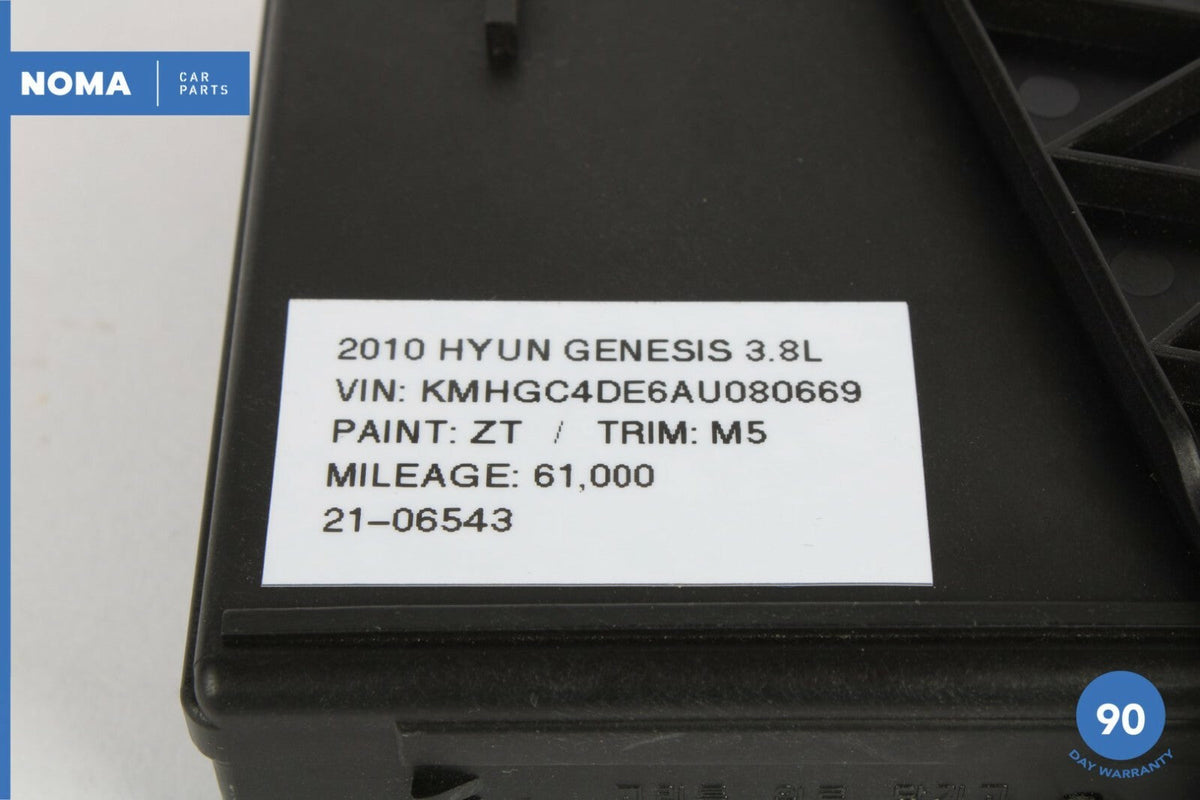 NOMA
CAR
PARTS
2010 HYUN GENESIS 3.8L
VIN: KMHGC4DE6AU080669
PAINT: ZT / TRIM: M5
MILEAGE: 61,000
21-06543
90
DAY WARRANTY